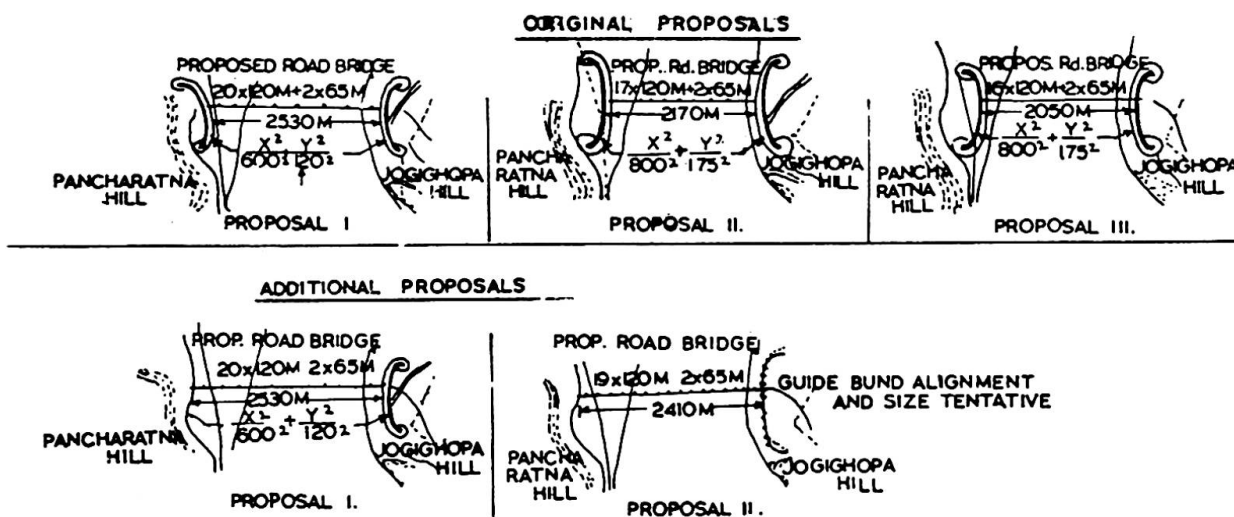 ORIGINAL PROPOSALS
PROPOSED ROAD BRIDGE
20x120M+2x65M
2530M
X²/600² Y²/120²
PANCHARATNA
HILL
JOGIGHOPA
HILL
PROPOSAL I
PROP. Rd. BRIDGE
17x120M+2x65M
2170M
X²/800² + Y²/175²
PANCHA
RATNA
HILL
JOGIGHOPA
HILL
PROPOSAL II.
PROPOS. Rd. BRIDGE
16x120M+2x65M
2050M
X²/800² + Y²/175²
PANCHA
RATNA
HILL
JOGIGHOPA
HILL
PROPOSAL III.
ADDITIONAL PROPOSALS
PROP. ROAD BRIDGE
20x120M 2x65M
2530M
X²/600² + Y²/120²
PANCHARATNA
HILL
JOGIGHOPA
HILL
PROPOSAL I.
PROP. ROAD BRIDGE
19x120M 2x65M
2410M
GUIDE BUND ALIGNMENT
AND SIZE TENTATIVE
PANCHA
RATNA
HILL
JOGIGHOPA
HILL
PROPOSAL II.